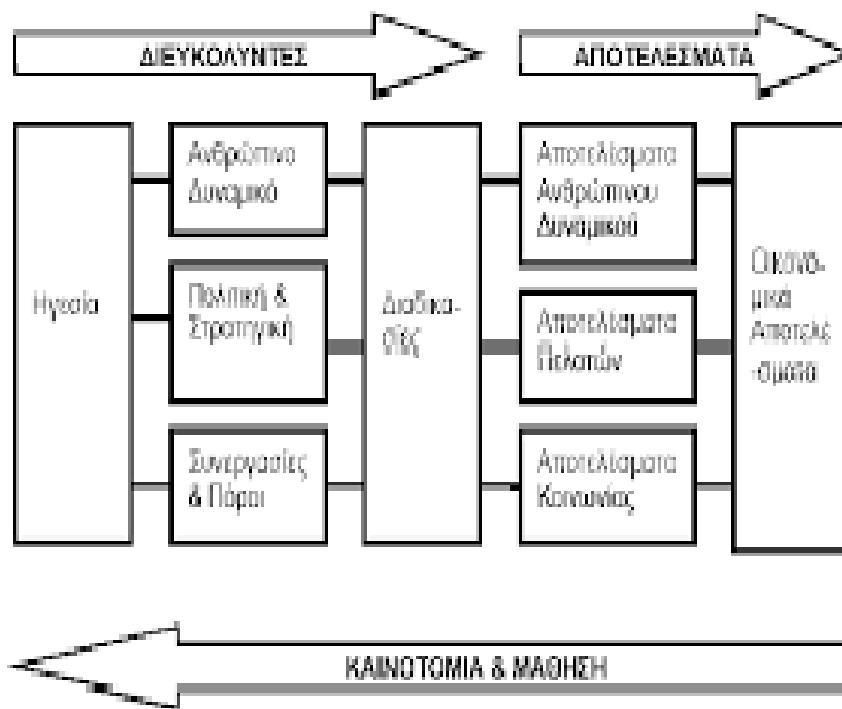 ΔΙΕΥΚΟΛΥΝΤΕΣ
ΑΠΟΤΕΛΕΣΜΑΤΑ
Ηγεσία
Ανθρώπινο
Δυναμικό
Πολιτική &
Στρατηγική
Συνεργασίες
& Πόροι
Διαδικα-
σίες
Αποτελέσματα
Ανθρώπινου
Δυναμικού
Αποτελέσματα
Πελατών
Αποτελέσματα
Κοινωνίας
Οικονο-
μικά
Αποτελέ
-σματα
ΚΑΙΝΟΤΟΜΙΑ & ΜΑΘΗΣΗ